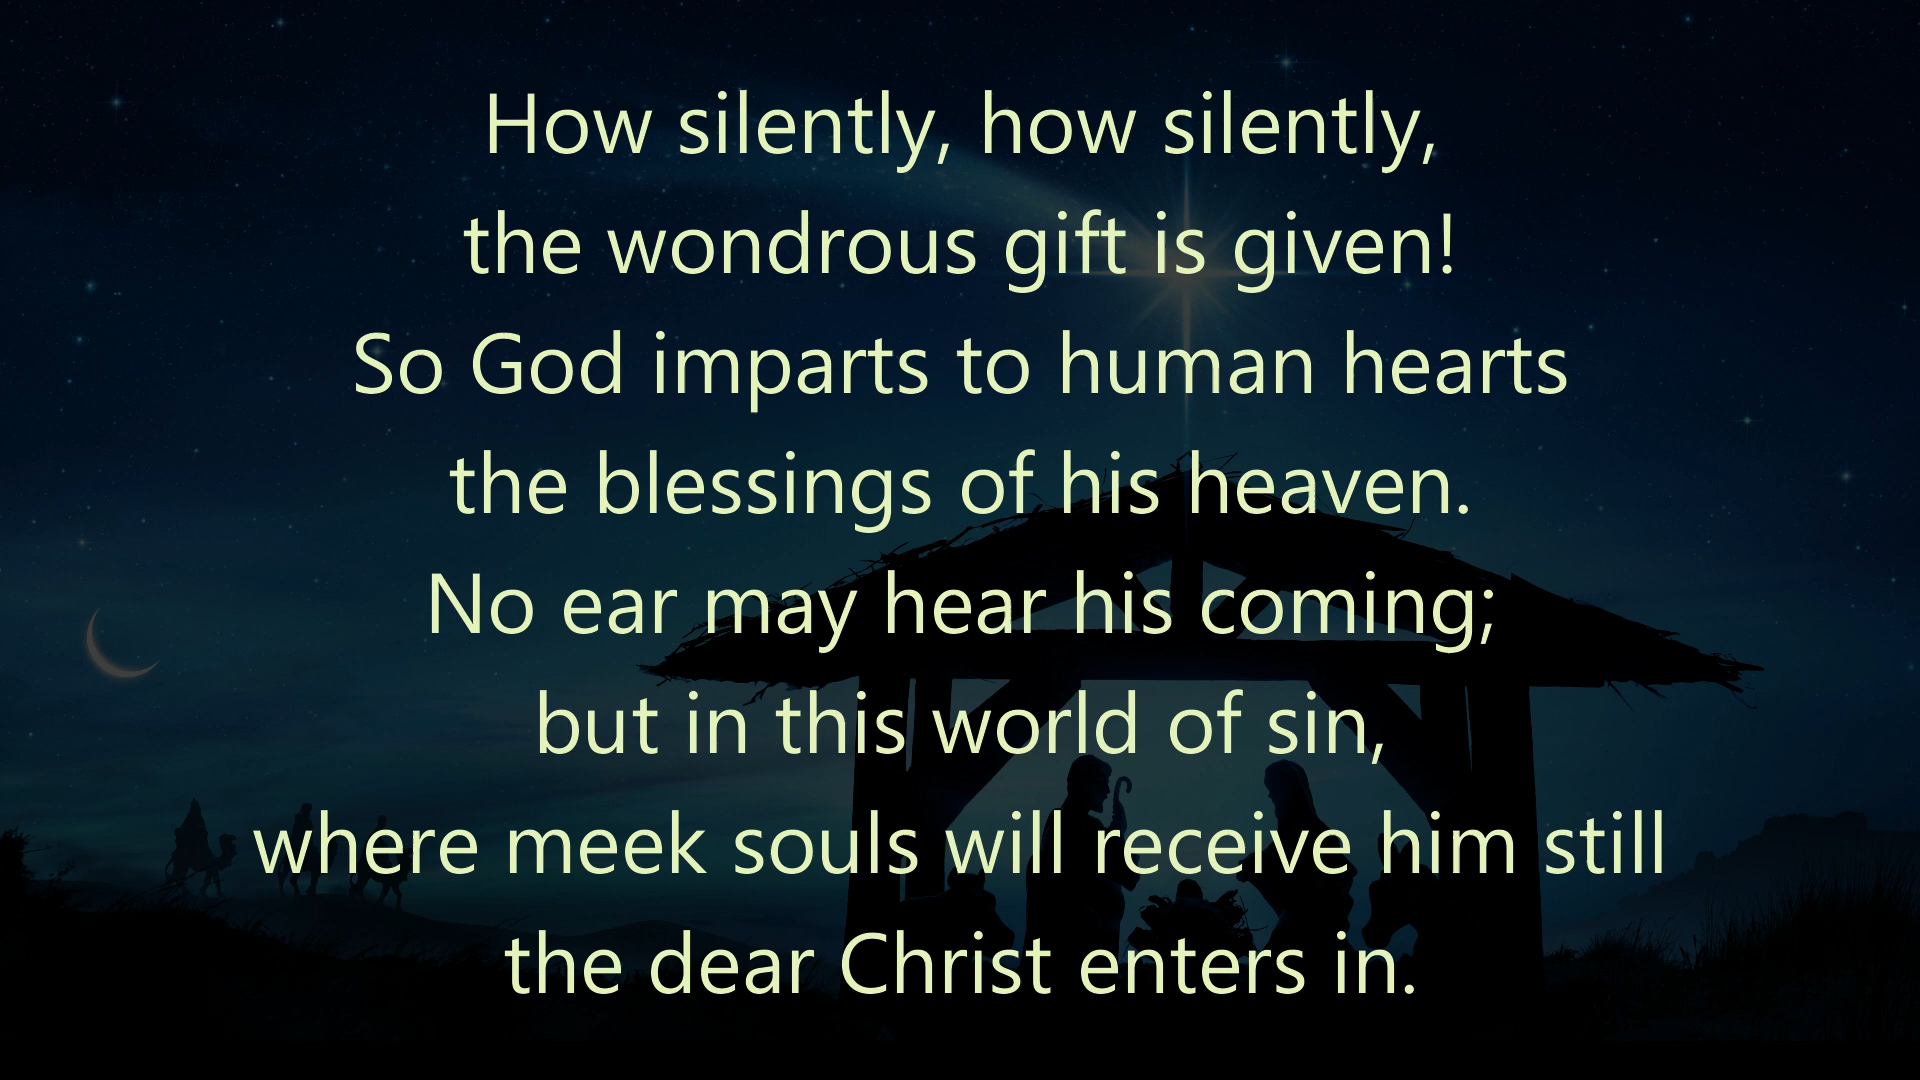 How silently, how silently,
the wondrous gift is given!
So God imparts to human hearts
the blessings of his heaven.
No ear may hear his coming;
but in this world of sin,
where meek souls will receive him still
the dear Christ enters in.